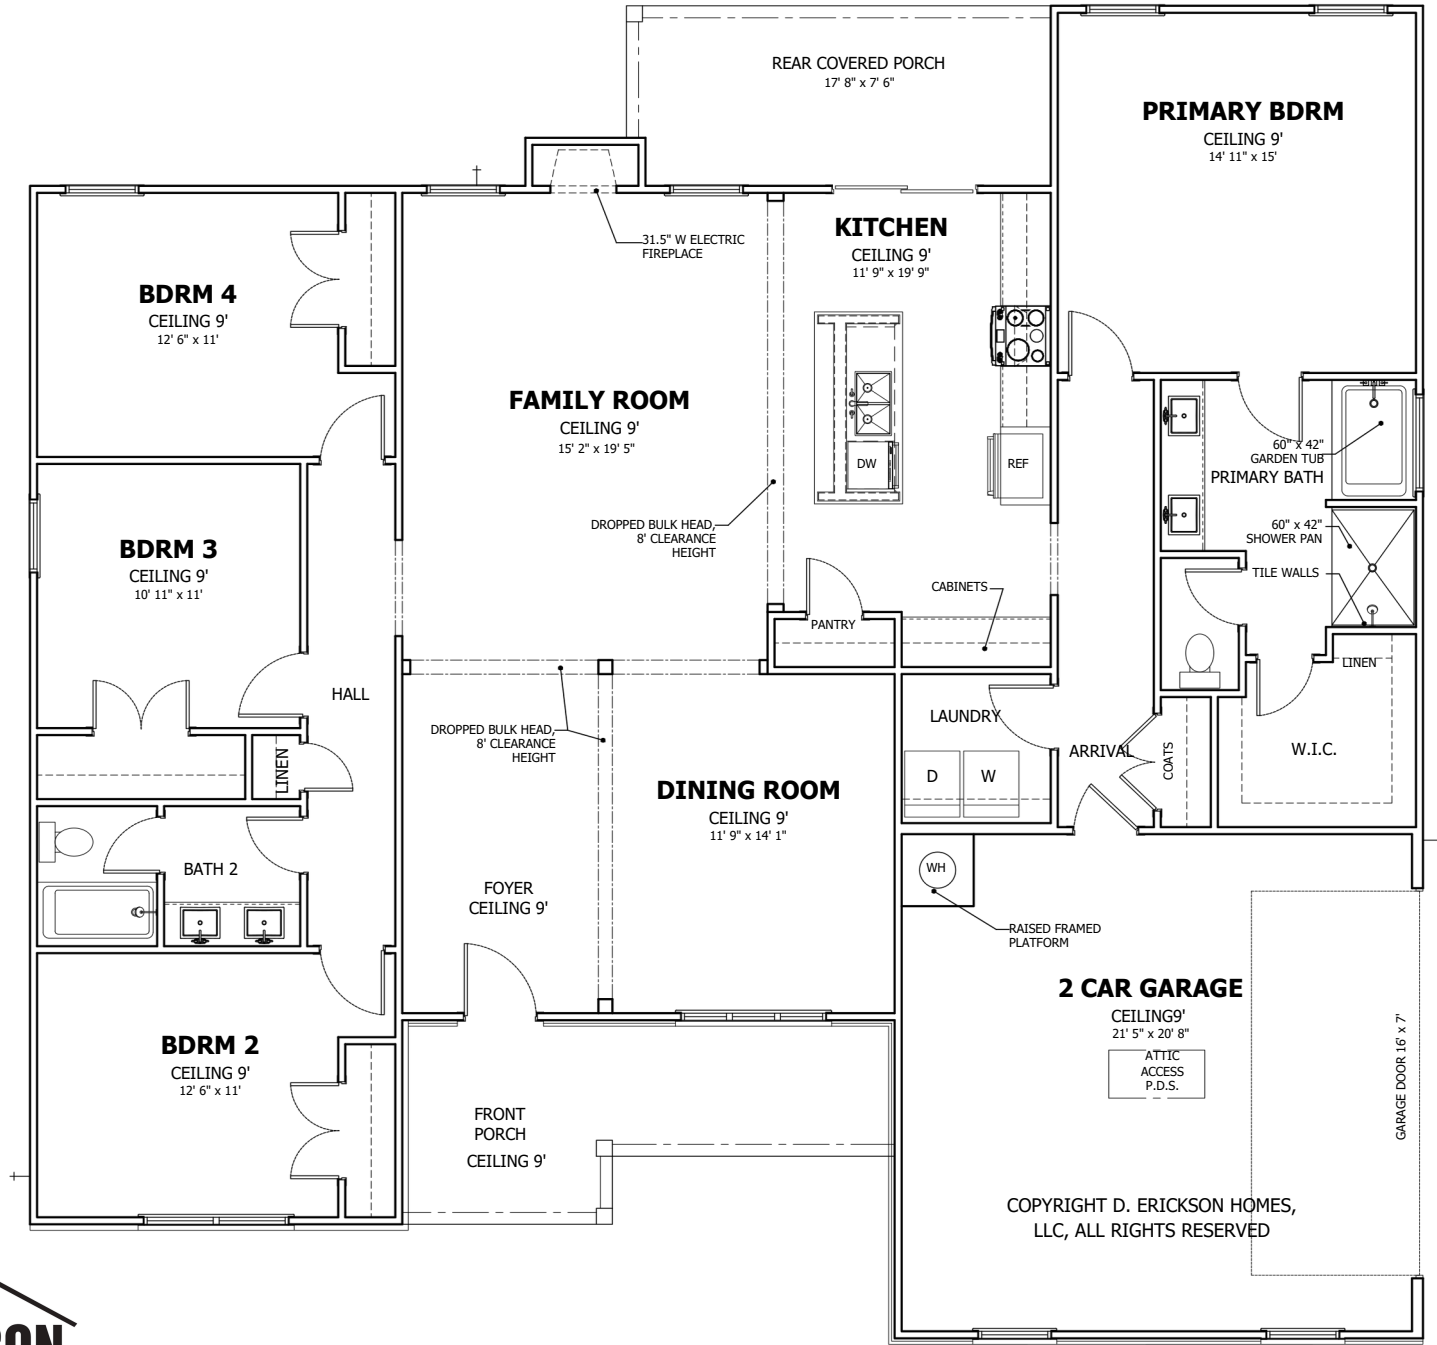 REAR COVERED PORCH
17' 8" x 7' 6"
PRIMARY BDRM
CEILING 9'
14' 11" x 15'
31.5" W ELECTRIC
FIREPLACE
KITCHEN
CEILING 9'
11' 9" x 19' 9"
BDRM 4
CEILING 9'
12' 6" x 11'
FAMILY ROOM
CEILING 9'
15' 2" x 19' 5"
DW
REF
60" x 42"
GARDEN TUB
PRIMARY BATH
DROPPED BULK HEAD,
8' CLEARANCE
HEIGHT
60" x 42"
SHOWER PAN
TILE WALLS
BDRM 3
CEILING 9'
10' 11" x 11'
CABINETS
PANTRY
LINEN
HALL
LAUNDRY
DROPPED BULK HEAD,
8' CLEARANCE
HEIGHT
ARRIVAL
COATS
W.I.C.
LINEN
D
W
DINING ROOM
CEILING 9'
11' 9" x 14' 1"
BATH 2
WH
FOYER
CEILING 9'
RAISED FRAMED
PLATFORM
2 CAR GARAGE
CEILING9'
21' 5" x 20' 8"
ATTIC
ACCESS
P.D.S.
GARAGE DOOR 16' x 7'
BDRM 2
CEILING 9'
12' 6" x 11'
FRONT
PORCH
CEILING 9'
COPYRIGHT D. ERICKSON HOMES,
LLC, ALL RIGHTS RESERVED